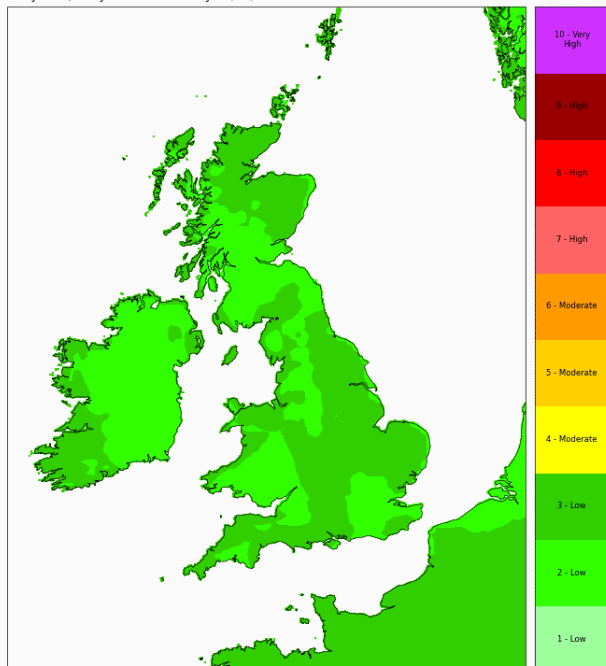 10 - Very
High
9 - High
8 - High
7 - High
6 - Moderate
5 - Moderate
4 - Moderate
3 - Low
2 - Low
1 - Low